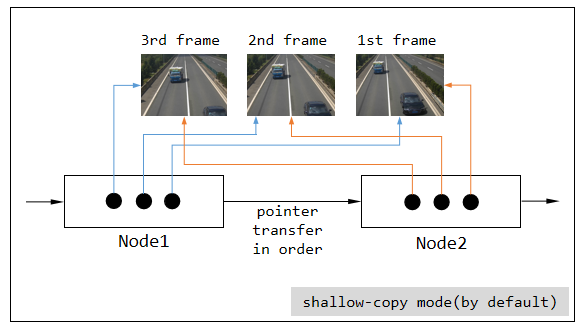 3rd frame
2nd frame
1st frame
pointer
transfer
in order
Node1
Node2
shallow-copy mode(by default)